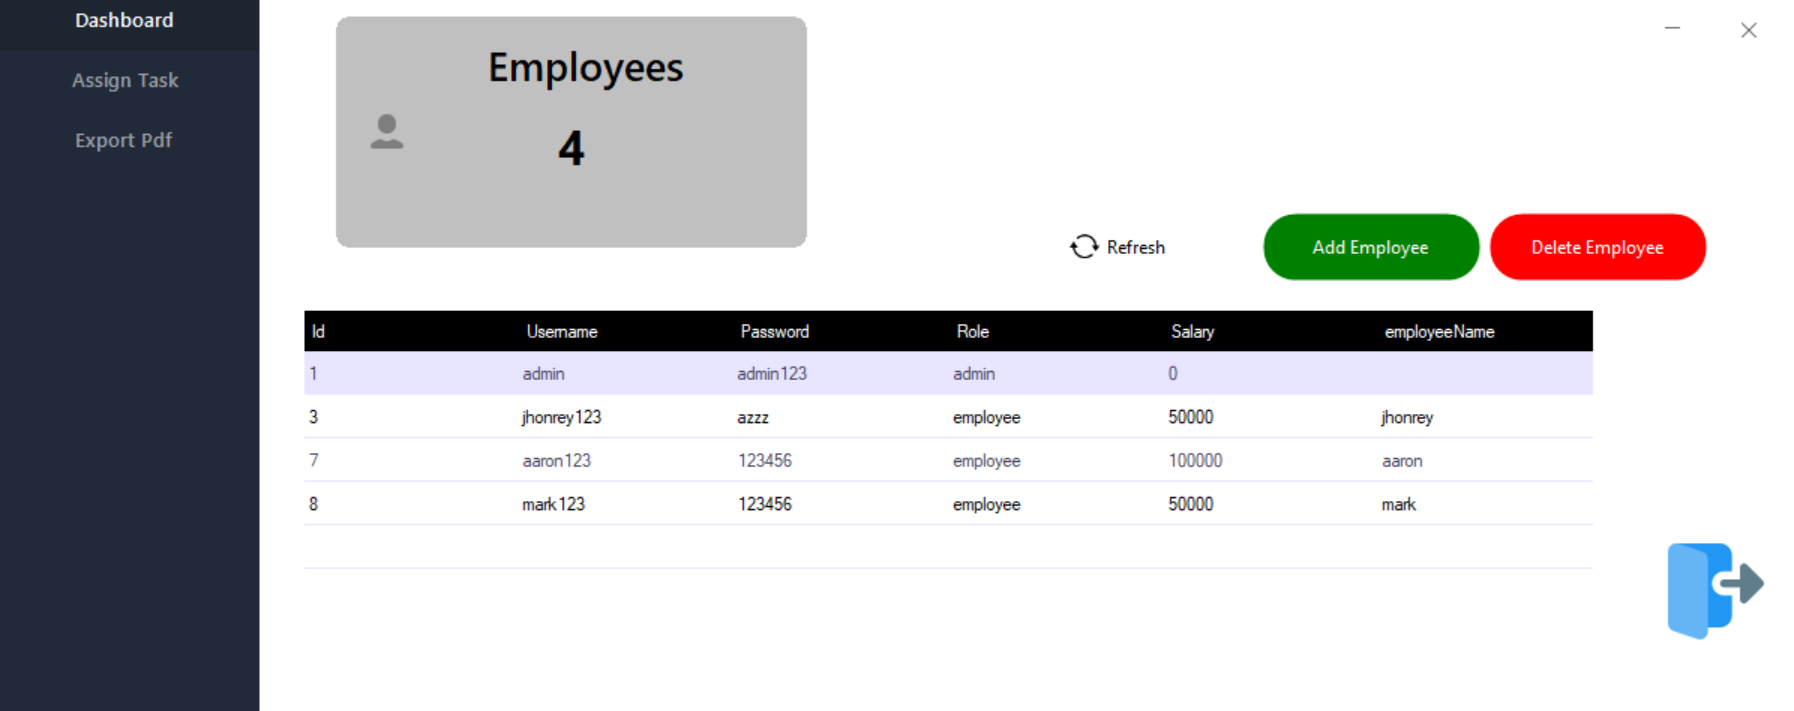 Dashboard
Assign Task
Export Pdf
Employees
4
Refresh
Add Employee
Delete Employee
Id Username Password Role Salary employeeName
1 admin admin123 admin 0
3 jhonrey123 azzz employee 50000 jhonrey
7 aaron123 123456 employee 100000 aaron
8 mark123 123456 employee 50000 mark